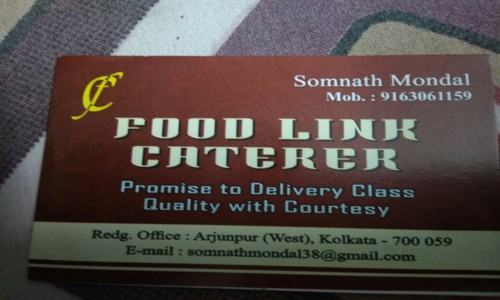 Somnath Mondal
Mob. : 9163061159
FOOD LINK
CATERER
Promise to Delivery Class
Quality with Courtesy
Redg. Office : Arjunpur (West), Kolkata - 700 059
E-mail : somnathmondal38@gmail.com